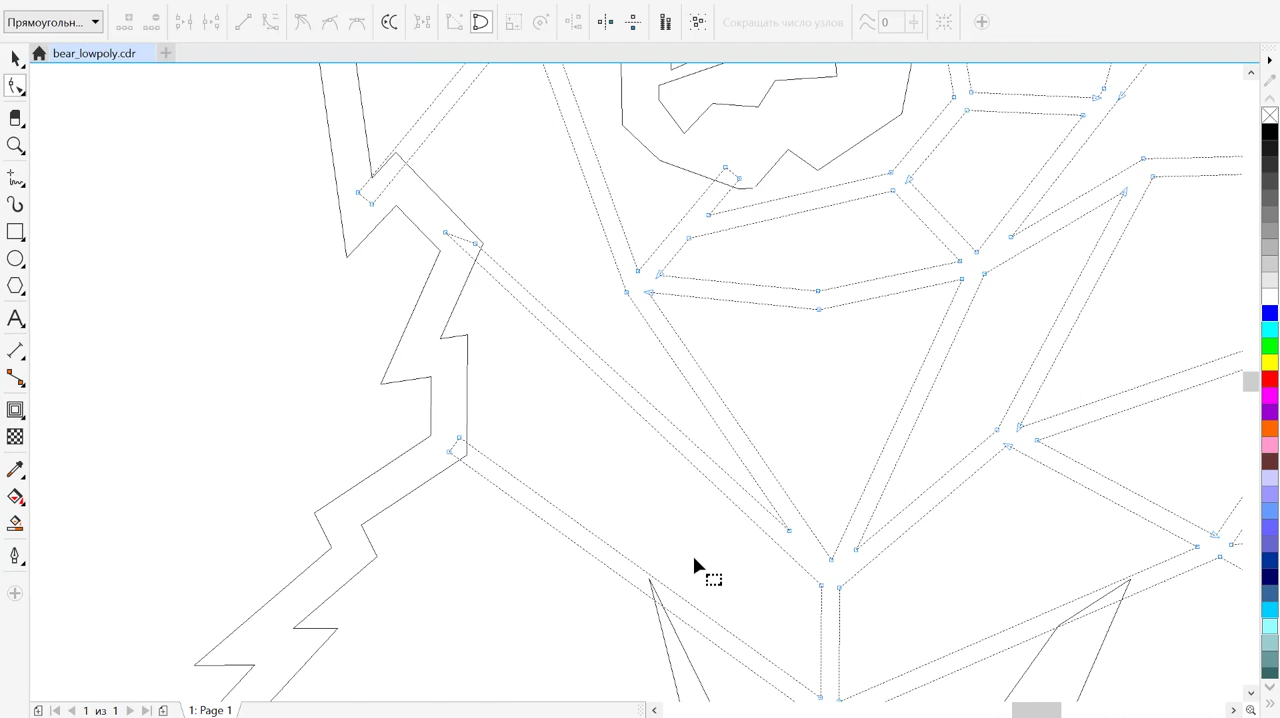 Прямоугольн...
Сокращать число узлов
0
bear_lowpoly.cdr
1 из 1
1: Page 1